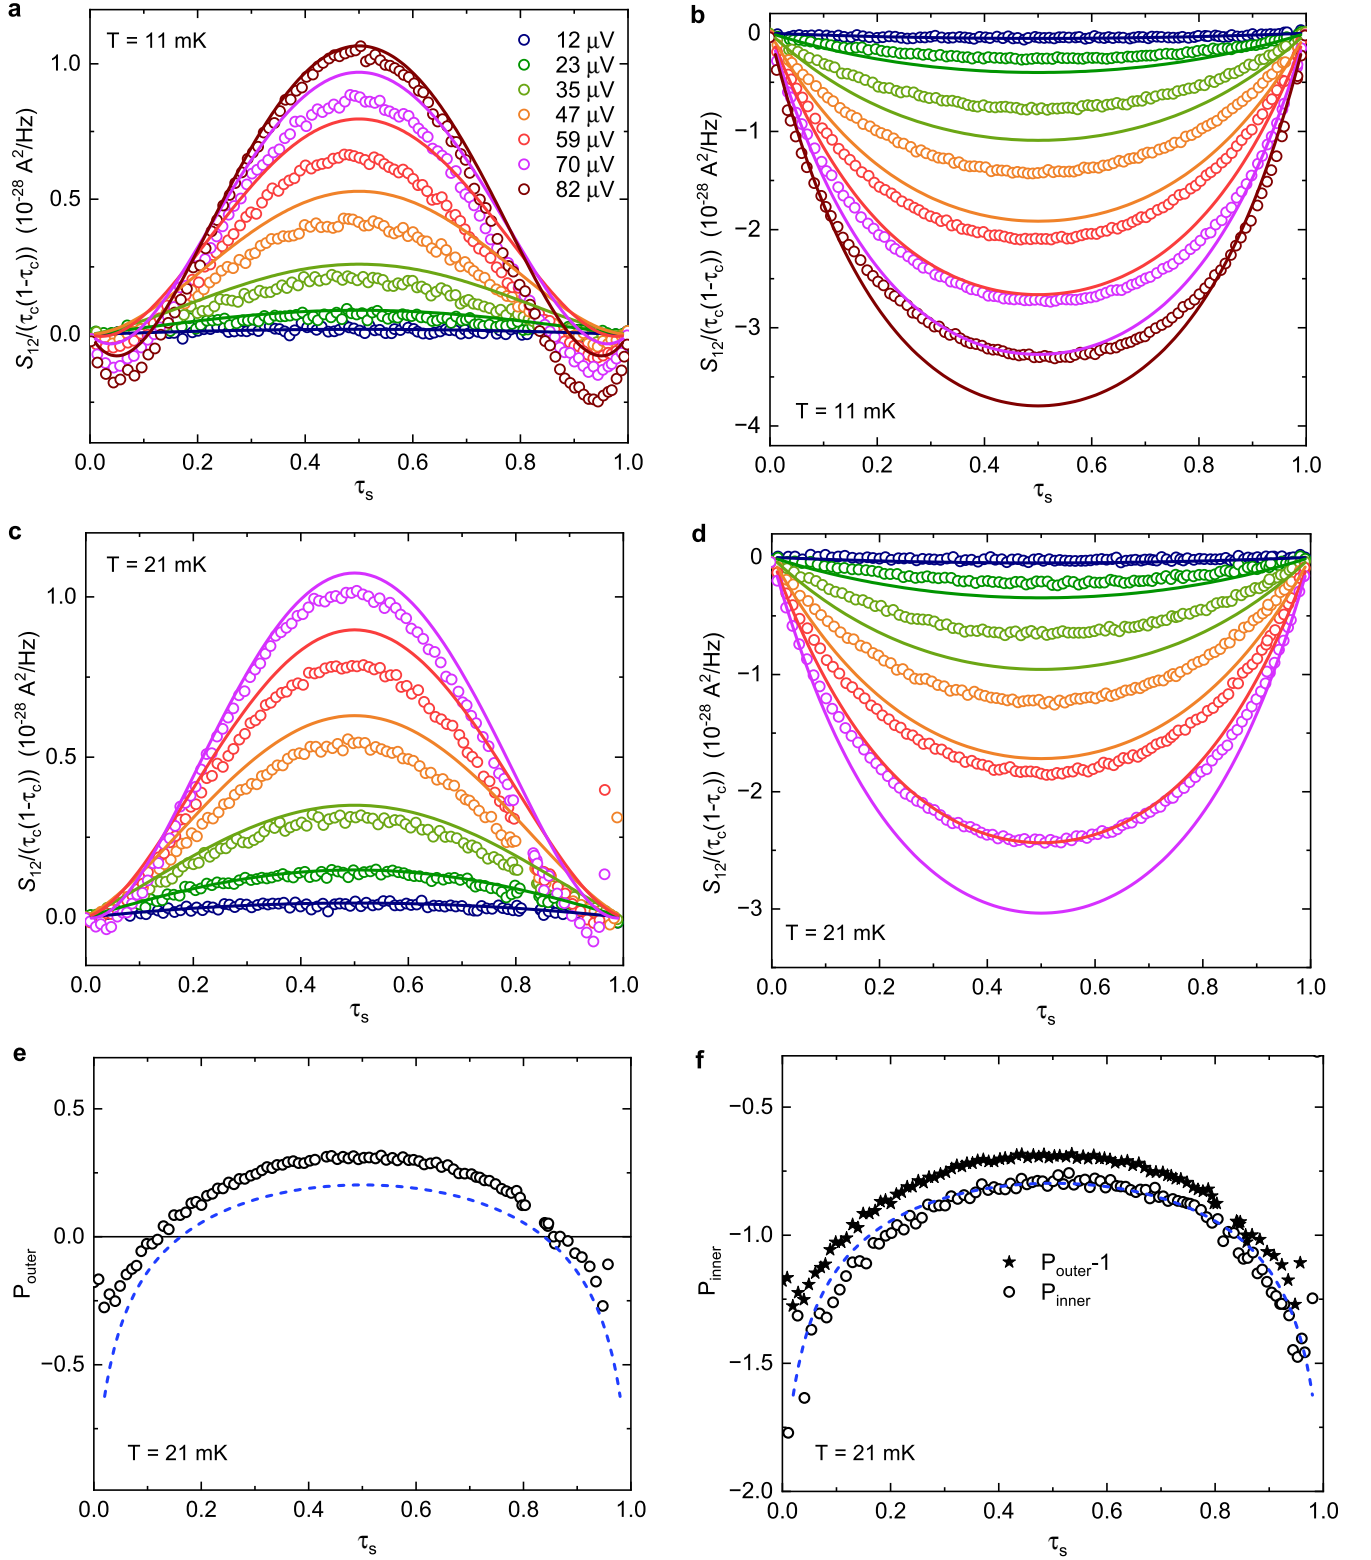 a
T = 11 mK
12 μV
23 μV
35 μV
47 μV
59 μV
70 μV
82 μV
1.0
0.5
0.0
S₁₂/(τc(1-τc)) (10⁻²⁸ A²/Hz)
0.0 0.2 0.4 0.6 0.8 1.0
τs
b
0
−1
−2
−3
−4
S₁₂/(τc(1-τc)) (10⁻²⁸ A²/Hz)
T = 11 mK
0.0 0.2 0.4 0.6 0.8 1.0
τs
c
T = 21 mK
1.0
0.5
0.0
S₁₂/(τc(1-τc)) (10⁻²⁸ A²/Hz)
0.0 0.2 0.4 0.6 0.8 1.0
τs
d
0
−1
−2
−3
S₁₂/(τc(1-τc)) (10⁻²⁸ A²/Hz)
T = 21 mK
0.0 0.2 0.4 0.6 0.8 1.0
τs
e
0.5
0.0
−0.5
Pouter
T = 21 mK
0.0 0.2 0.4 0.6 0.8 1.0
τs
f
−0.5
−1.0
−1.5
−2.0
Pinner
Pouter-1
Pinner
T = 21 mK
0.0 0.2 0.4 0.6 0.8 1.0
τs